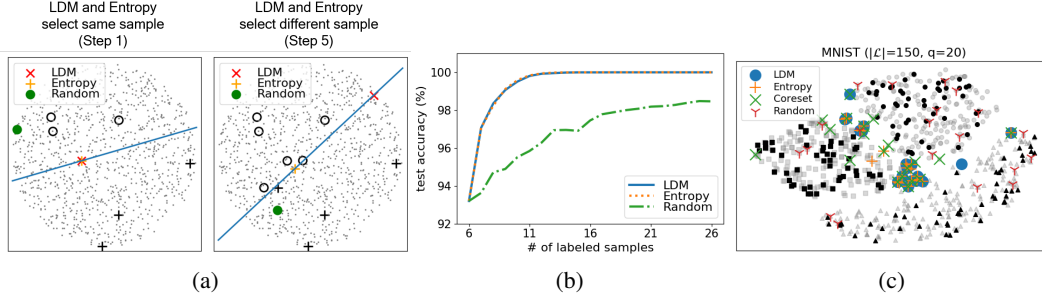 LDM and Entropy
select same sample
(Step 1)
LDM
Entropy
Random
(a)
LDM and Entropy
select different sample
(Step 5)
LDM
Entropy
Random
test accuracy (%)
100
98
96
94
92
6
11
16
21
26
# of labeled samples
LDM
Entropy
Random
(b)
MNIST (|ℒ|=150, q=20)
LDM
Entropy
Coreset
Random
(c)